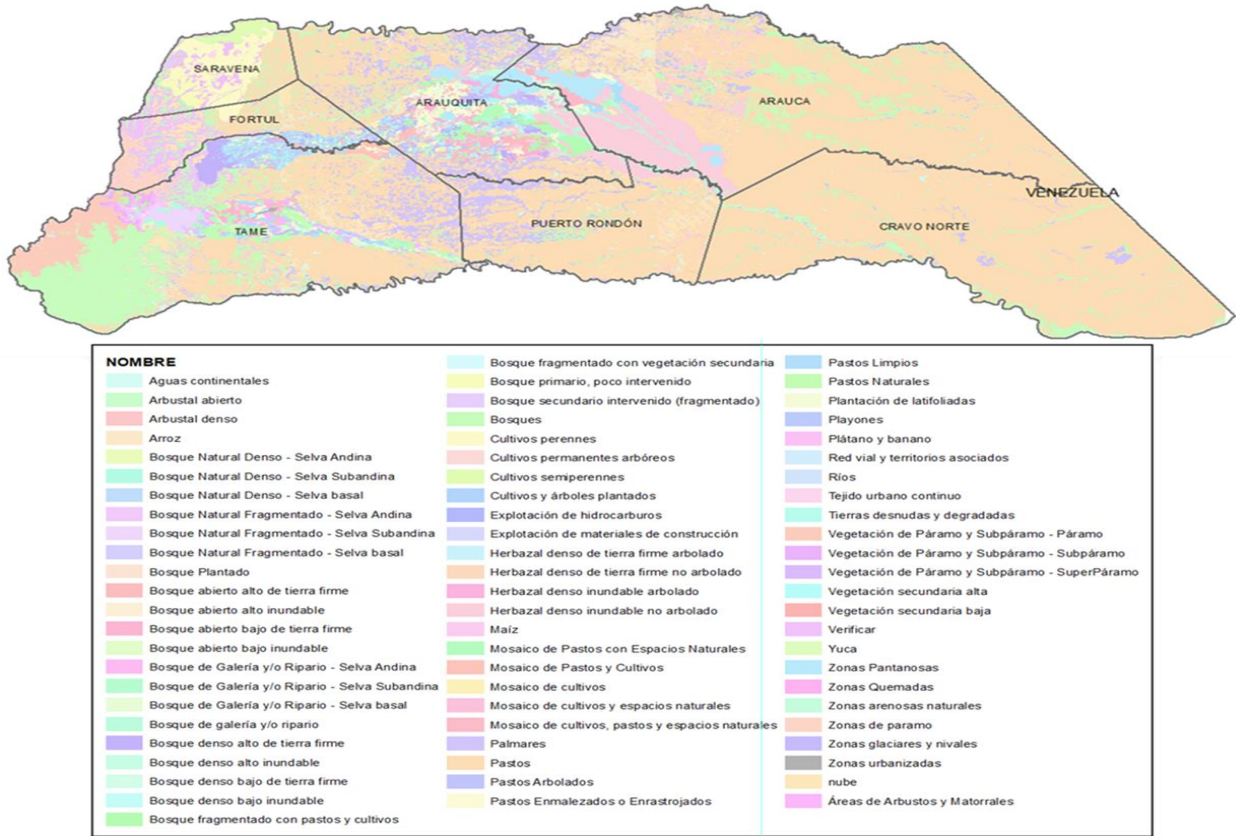 SARAVENA
ARAUQUITA
ARAUCA
FORTUL
VENEZUELA
TAME
PUERTO RONDÓN
CRAVO NORTE
NOMBRE
Aguas continentales
Arbustal abierto
Arbustal denso
Arroz
Bosque Natural Denso - Selva Andina
Bosque Natural Denso - Selva Subandina
Bosque Natural Denso - Selva basal
Bosque Natural Fragmentado - Selva Andina
Bosque Natural Fragmentado - Selva Subandina
Bosque Natural Fragmentado - Selva basal
Bosque Plantado
Bosque abierto alto de tierra firme
Bosque abierto alto inundable
Bosque abierto bajo de tierra firme
Bosque abierto bajo inundable
Bosque de Galería y/o Ripario - Selva Andina
Bosque de Galería y/o Ripario - Selva Subandina
Bosque de Galería y/o Ripario - Selva basal
Bosque de galería y/o ripario
Bosque denso alto de tierra firme
Bosque denso alto inundable
Bosque denso bajo de tierra firme
Bosque denso bajo inundable
Bosque fragmentado con pastos y cultivos
Bosque fragmentado con vegetación secundaria
Bosque primario, poco intervenido
Bosque secundario intervenido (fragmentado)
Bosques
Cultivos perennes
Cultivos permanentes arbóreos
Cultivos semiperennes
Cultivos y árboles plantados
Explotación de hidrocarburos
Explotación de materiales de construcción
Herbazal denso de tierra firme arbolado
Herbazal denso de tierra firme no arbolado
Herbazal denso inundable arbolado
Herbazal denso inundable no arbolado
Maíz
Mosaico de Pastos con Espacios Naturales
Mosaico de Pastos y Cultivos
Mosaico de cultivos
Mosaico de cultivos y espacios naturales
Mosaico de cultivos, pastos y espacios naturales
Palmares
Pastos
Pastos Arbolados
Pastos Enmalezados o Enrastrojados
Pastos Limpios
Pastos Naturales
Plantación de latifoliadas
Playones
Plátano y banano
Red vial y territorios asociados
Ríos
Tejido urbano continuo
Tierras desnudas y degradadas
Vegetación de Páramo y Subpáramo - Páramo
Vegetación de Páramo y Subpáramo - Subpáramo
Vegetación de Páramo y Subpáramo - SuperPáramo
Vegetación secundaria alta
Vegetación secundaria baja
Verificar
Yuca
Zonas Pantanosas
Zonas Quemadas
Zonas arenosas naturales
Zonas de paramo
Zonas glaciares y nivales
Zonas urbanizadas
nube
Áreas de Arbustos y Matorrales